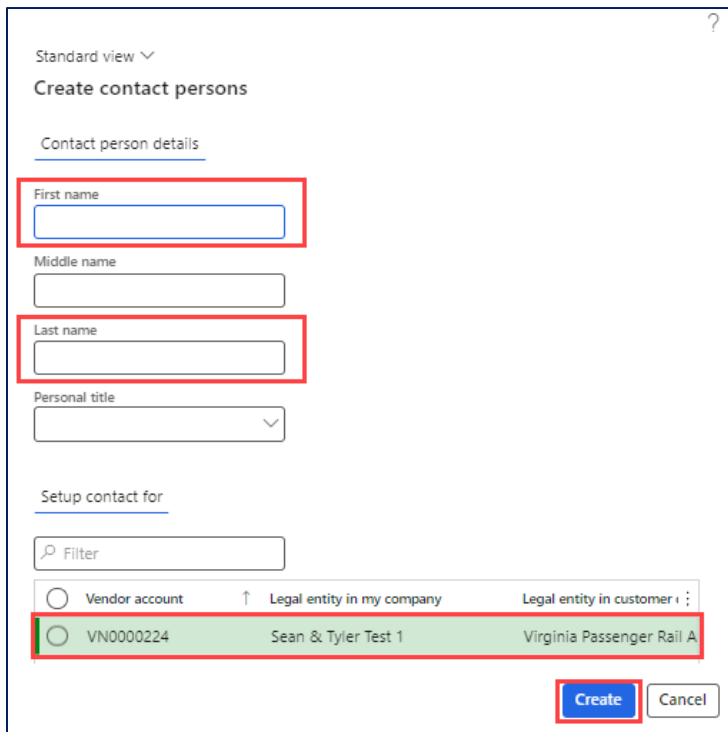 ?
Standard view
Create contact persons
Contact person details
First name
Middle name
Last name
Personal title
Setup contact for
Filter
Vendor account ↑ Legal entity in my company Legal entity in customer
VN0000224 Sean & Tyler Test 1 Virginia Passenger Rail A
Create Cancel